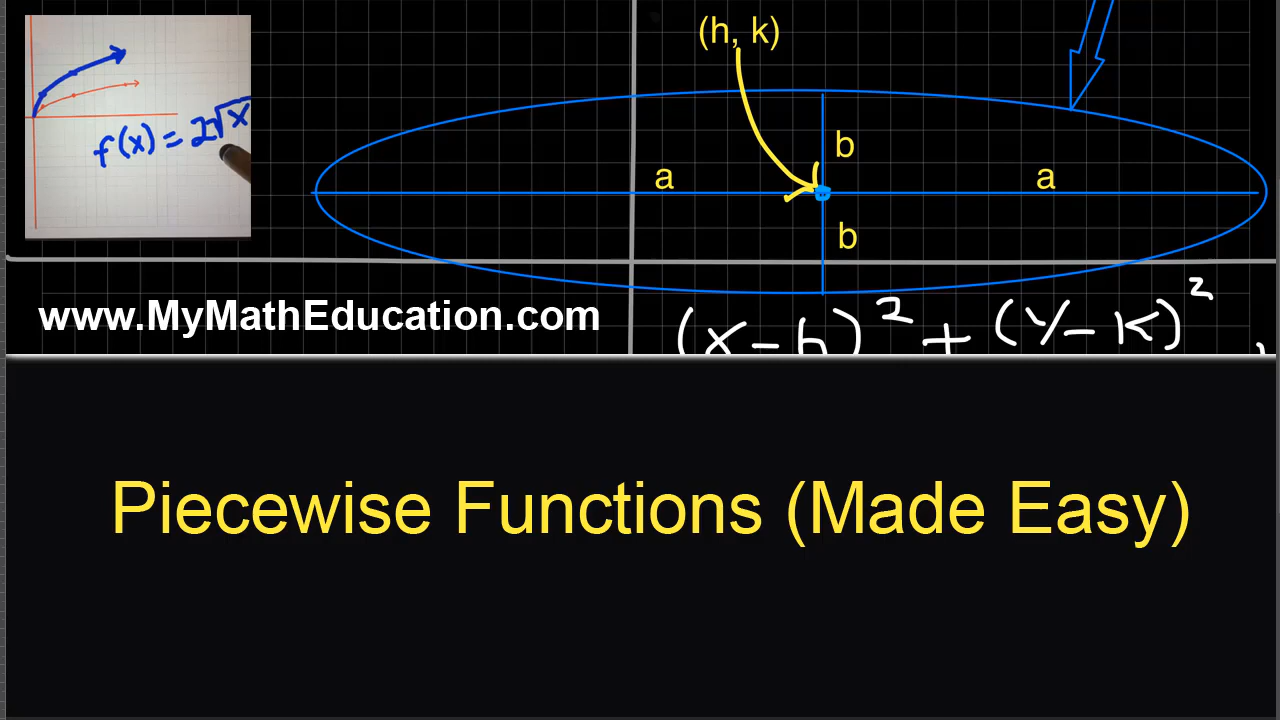 (h, k)
f(x) = 2√x
b
a
a
b
www.MyMathEducation.com
(x - h)² + (y - k)²
Piecewise Functions (Made Easy)